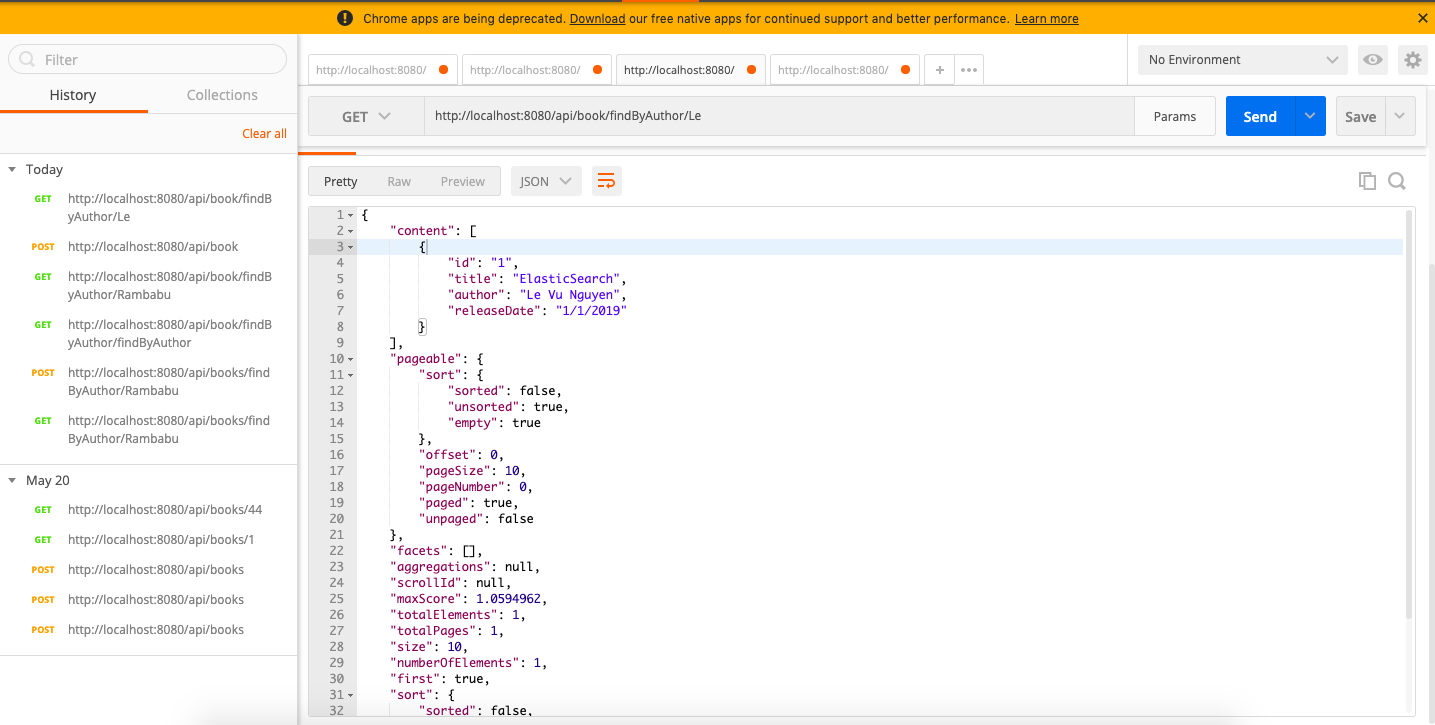 Chrome apps are being deprecated. Download our free native apps for continued support and better performance. Learn more
Filter
History
Collections
Clear all
Today
GET http://localhost:8080/api/book/findB
yAuthor/Le
POST http://localhost:8080/api/book
GET http://localhost:8080/api/book/findB
yAuthor/Rambabu
GET http://localhost:8080/api/book/findB
yAuthor/findByAuthor
POST http://localhost:8080/api/books/find
ByAuthor/Rambabu
GET http://localhost:8080/api/books/find
ByAuthor/Rambabu
May 20
GET http://localhost:8080/api/books/44
GET http://localhost:8080/api/books/1
POST http://localhost:8080/api/books
POST http://localhost:8080/api/books
POST http://localhost:8080/api/books
http://localhost:8080/ http://localhost:8080/ http://localhost:8080/ http://localhost:8080/
No Environment
GET http://localhost:8080/api/book/findByAuthor/Le Params Send Save
Pretty Raw Preview JSON
1 {
2 "content": [
3 {
4 "id": "1",
5 "title": "ElasticSearch",
6 "author": "Le Vu Nguyen",
7 "releaseDate": "1/1/2019"
8 }
9 ],
10 "pageable": {
11 "sort": {
12 "sorted": false,
13 "unsorted": true,
14 "empty": true
15 },
16 "offset": 0,
17 "pageSize": 10,
18 "pageNumber": 0,
19 "paged": true,
20 "unpaged": false
21 },
22 "facets": [],
23 "aggregations": null,
24 "scrollId": null,
25 "maxScore": 1.0594962,
26 "totalElements": 1,
27 "totalPages": 1,
28 "size": 10,
29 "numberOfElements": 1,
30 "first": true,
31 "sort": {
32 "sorted": false,